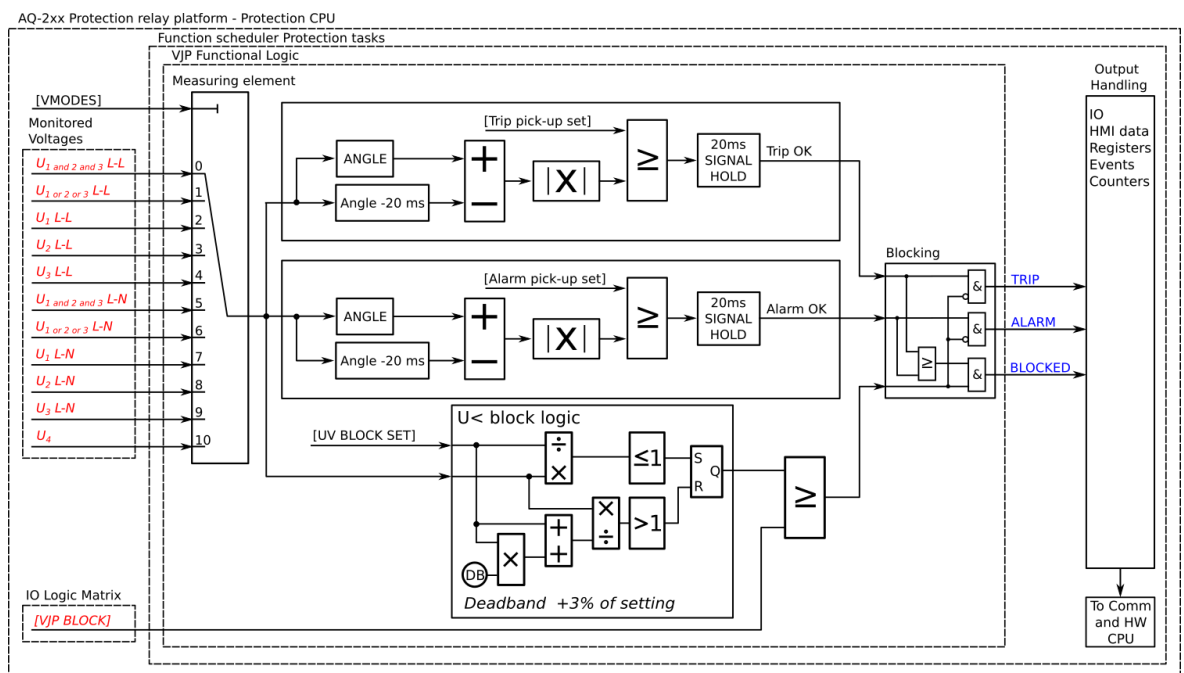 AQ-2xx Protection relay platform - Protection CPU
Function scheduler Protection tasks
VJP Functional Logic
Measuring element
[VMODES]
Monitored
Voltages
U1 and 2 and 3 L-L
U1 or 2 or 3 L-L
U1 L-L
U2 L-L
U3 L-L
U1 and 2 and 3 L-N
U1 or 2 or 3 L-N
U1 L-N
U2 L-N
U3 L-N
U4
0
1
2
3
4
5
6
7
8
9
10
[Trip pick-up set]
ANGLE
Angle -20 ms
+
−
|X|
≥
20ms
SIGNAL
HOLD
Trip OK
[Alarm pick-up set]
ANGLE
Angle -20 ms
+
−
|X|
≥
20ms
SIGNAL
HOLD
Alarm OK
U< block logic
[UV BLOCK SET]
÷
×
≤1
S
R
Q
×
÷
>1
+
+
×
DB
Deadband +3% of setting
≥
Blocking
&
&
≥
&
TRIP
ALARM
BLOCKED
Output
Handling
IO
HMI data
Registers
Events
Counters
To Comm
and HW
CPU
IO Logic Matrix
[VJP BLOCK]